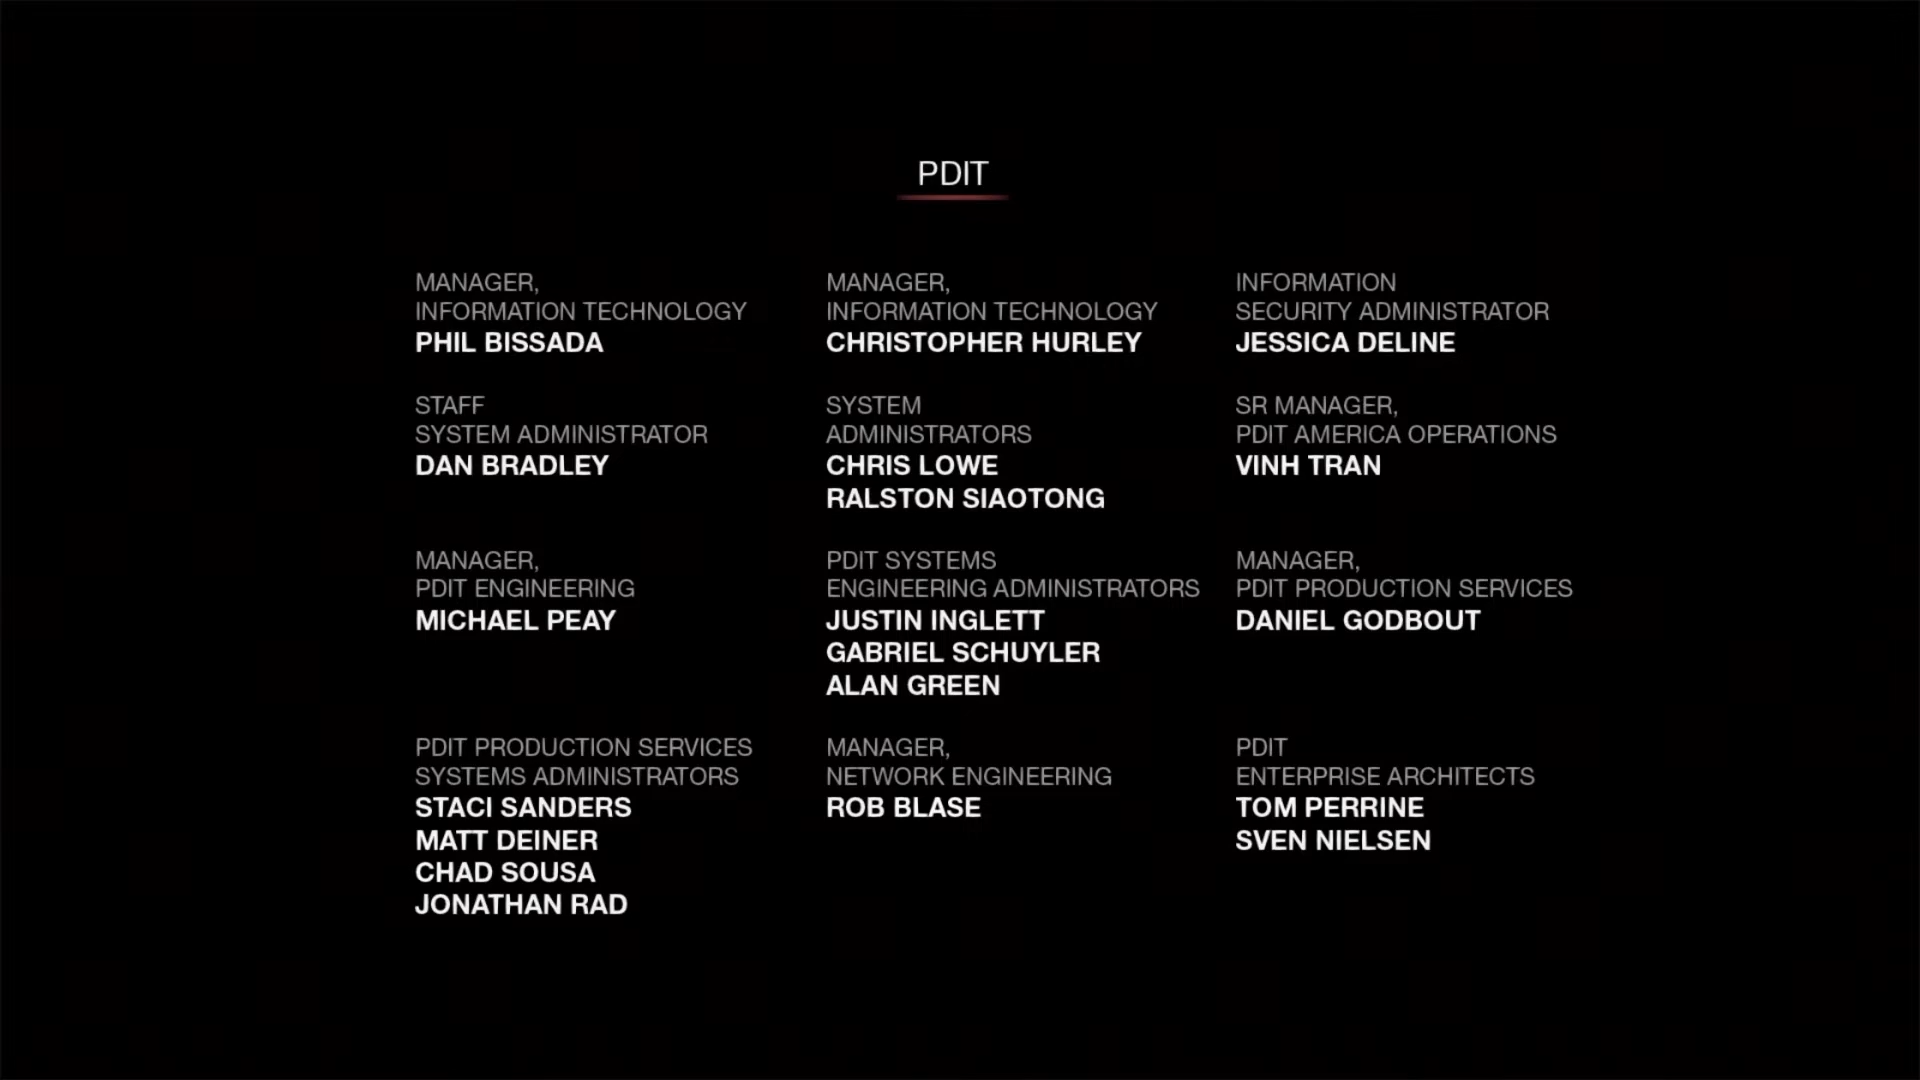 PDIT
MANAGER,
INFORMATION TECHNOLOGY
PHIL BISSADA
MANAGER,
INFORMATION TECHNOLOGY
CHRISTOPHER HURLEY
INFORMATION
SECURITY ADMINISTRATOR
JESSICA DELINE
STAFF
SYSTEM ADMINISTRATOR
DAN BRADLEY
SYSTEM
ADMINISTRATORS
CHRIS LOWE
RALSTON SIAOTONG
SR MANAGER,
PDIT AMERICA OPERATIONS
VINH TRAN
MANAGER,
PDIT ENGINEERING
MICHAEL PEAY
PDIT SYSTEMS
ENGINEERING ADMINISTRATORS
JUSTIN INGLETT
GABRIEL SCHUYLER
ALAN GREEN
MANAGER,
PDIT PRODUCTION SERVICES
DANIEL GODBOUT
PDIT PRODUCTION SERVICES
SYSTEMS ADMINISTRATORS
STACI SANDERS
MATT DEINER
CHAD SOUSA
JONATHAN RAD
MANAGER,
NETWORK ENGINEERING
ROB BLASE
PDIT
ENTERPRISE ARCHITECTS
TOM PERRINE
SVEN NIELSEN